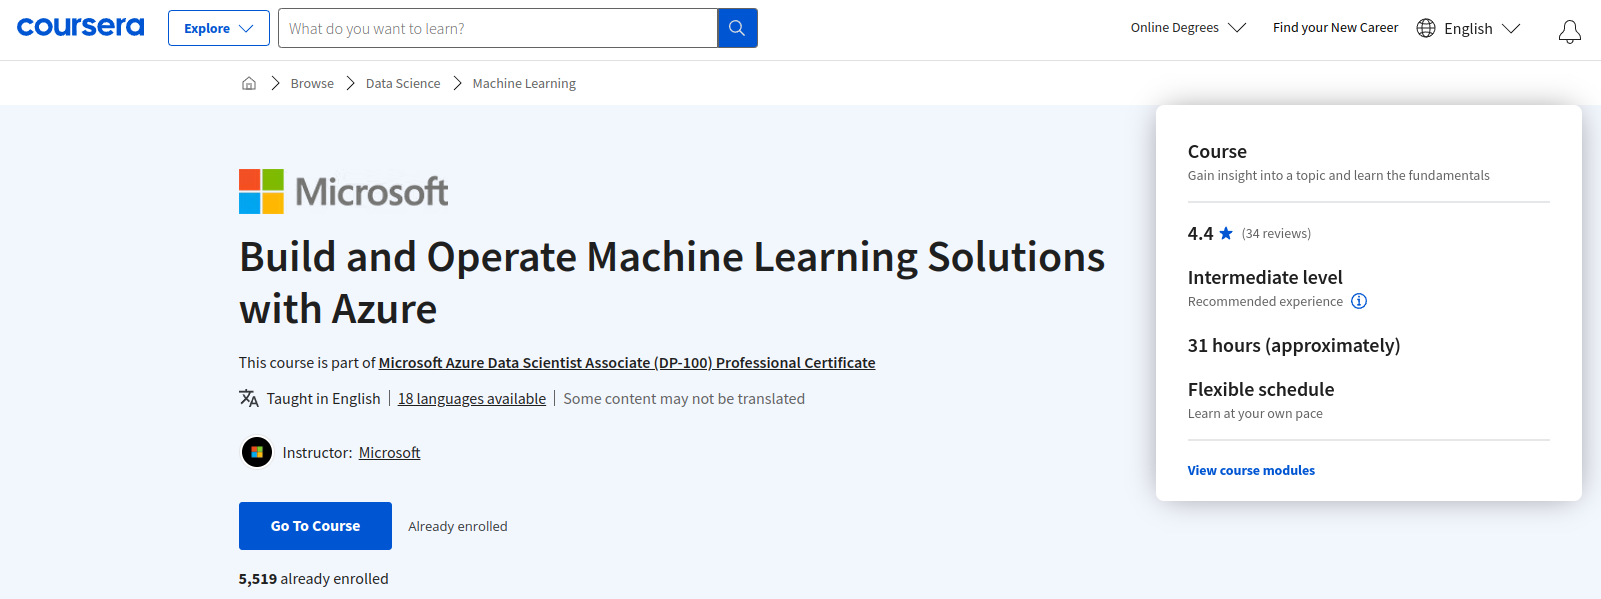 coursera
Explore
What do you want to learn?
Online Degrees
Find your New Career
English
Browse
Data Science
Machine Learning
Microsoft
Build and Operate Machine Learning Solutions
with Azure
This course is part of Microsoft Azure Data Scientist Associate (DP-100) Professional Certificate
Taught in English | 18 languages available | Some content may not be translated
Instructor: Microsoft
Go To Course
Already enrolled
5,519 already enrolled
Course
Gain insight into a topic and learn the fundamentals
4.4 ★ (34 reviews)
Intermediate level
Recommended experience
31 hours (approximately)
Flexible schedule
Learn at your own pace
View course modules